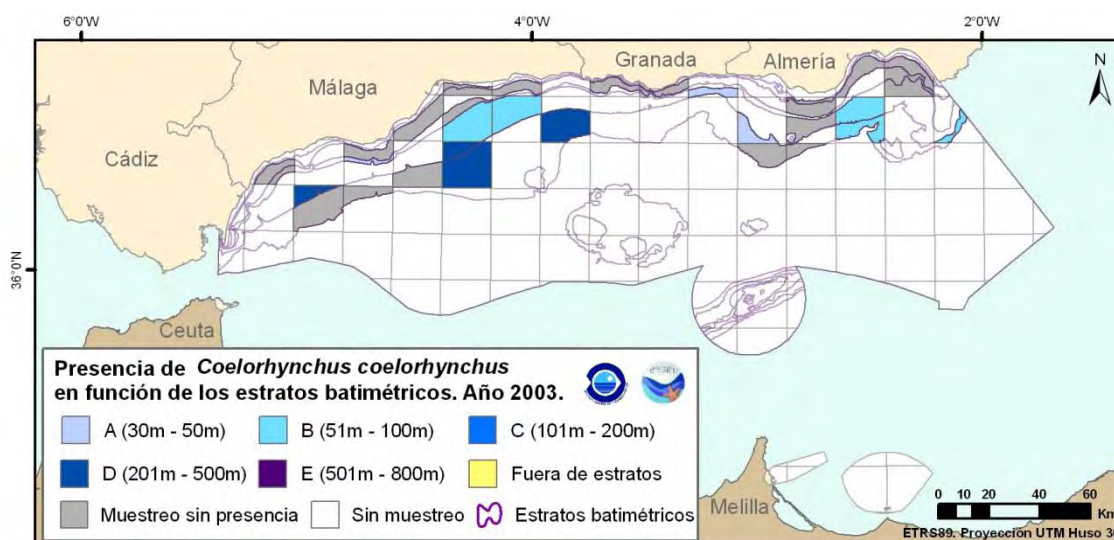 6°0'W 4°0'W 2°0'W
Granada Almería
N
Málaga
Cádiz
36°0'N
Ceuta
Presencia de Coelorhynchus coelorhynchus
en función de los estratos batimétricos. Año 2003.
A (30m - 50m) B (51m - 100m) C (101m - 200m)
D (201m - 500m) E (501m - 800m) Fuera de estratos
Muestreo sin presencia Sin muestreo Estratos batimétricos
Melilla
0 10 20 40 60
Km
ETRS89. Proyección UTM Huso